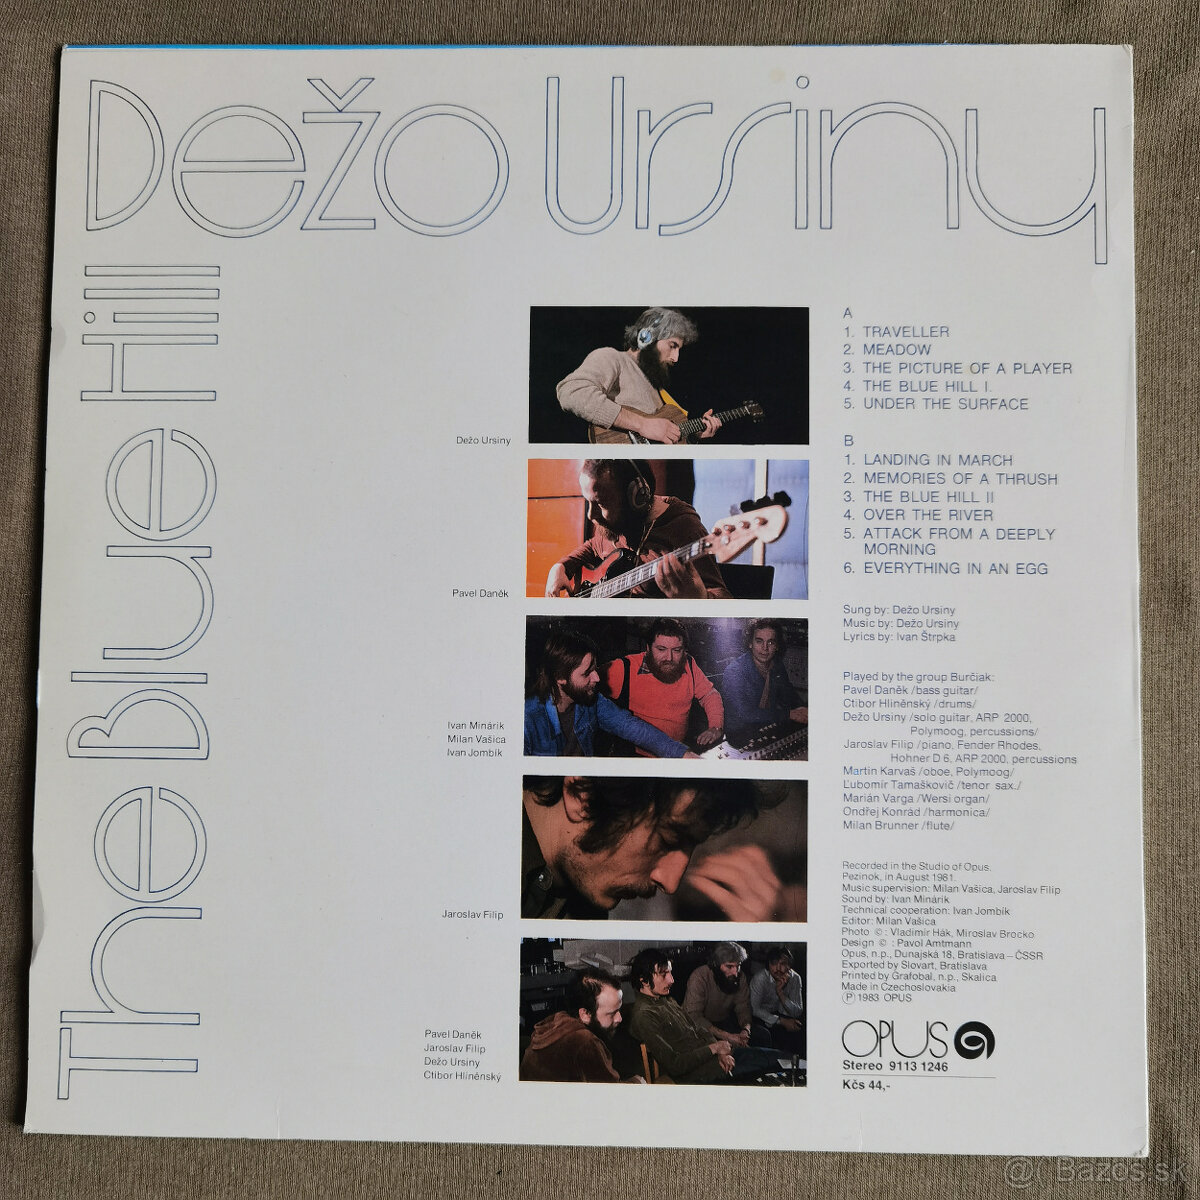 Dežo Ursiny
The Blue Hill
Dežo Ursiny
Pavel Daněk
Ivan Minárik
Milan Vašica
Ivan Jombík
Jaroslav Filip
Pavel Daněk
Jaroslav Filip
Dežo Ursiny
Ctibor Hliněnský
A
1. TRAVELLER
2. MEADOW
3. THE PICTURE OF A PLAYER
4. THE BLUE HILL I.
5. UNDER THE SURFACE
B
1. LANDING IN MARCH
2. MEMORIES OF A THRUSH
3. THE BLUE HILL II
4. OVER THE RIVER
5. ATTACK FROM A DEEPLY
MORNING
6. EVERYTHING IN AN EGG
Sung by: Dežo Ursiny
Music by: Dežo Ursiny
Lyrics by: Ivan Štrpka
Played by the group Burčiak:
Pavel Daněk /bass guitar/
Ctibor Hliněnský /drums/
Dežo Ursiny /solo guitar, ARP 2000,
Polymoog, percussions/
Jaroslav Filip /piano, Fender Rhodes,
Hohner D 6, ARP 2000, percussions
Martin Karvaš /oboe, Polymoog/
Ľubomír Tamaškovič /tenor sax./
Marián Varga /Wersi organ/
Ondřej Konrád /harmonica/
Milan Brunner /flute/
Recorded in the Studio of Opus.
Pezinok, in August 1981.
Music supervision: Milan Vašica, Jaroslav Filip
Sound by: Ivan Minárik
Technical cooperation: Ivan Jombík
Editor: Milan Vašica
Photo © : Vladimír Hák, Miroslav Brocko
Design © : Pavol Amtmann
Opus, n.p., Dunajská 18, Bratislava – ČSSR
Exported by Slovart, Bratislava
Printed by Grafobal, n.p., Skalica
Made in Czechoslovakia
Ⓟ 1983 OPUS
OPUS
Stereo 9113 1246
Kčs 44,-
@ Bazos.sk